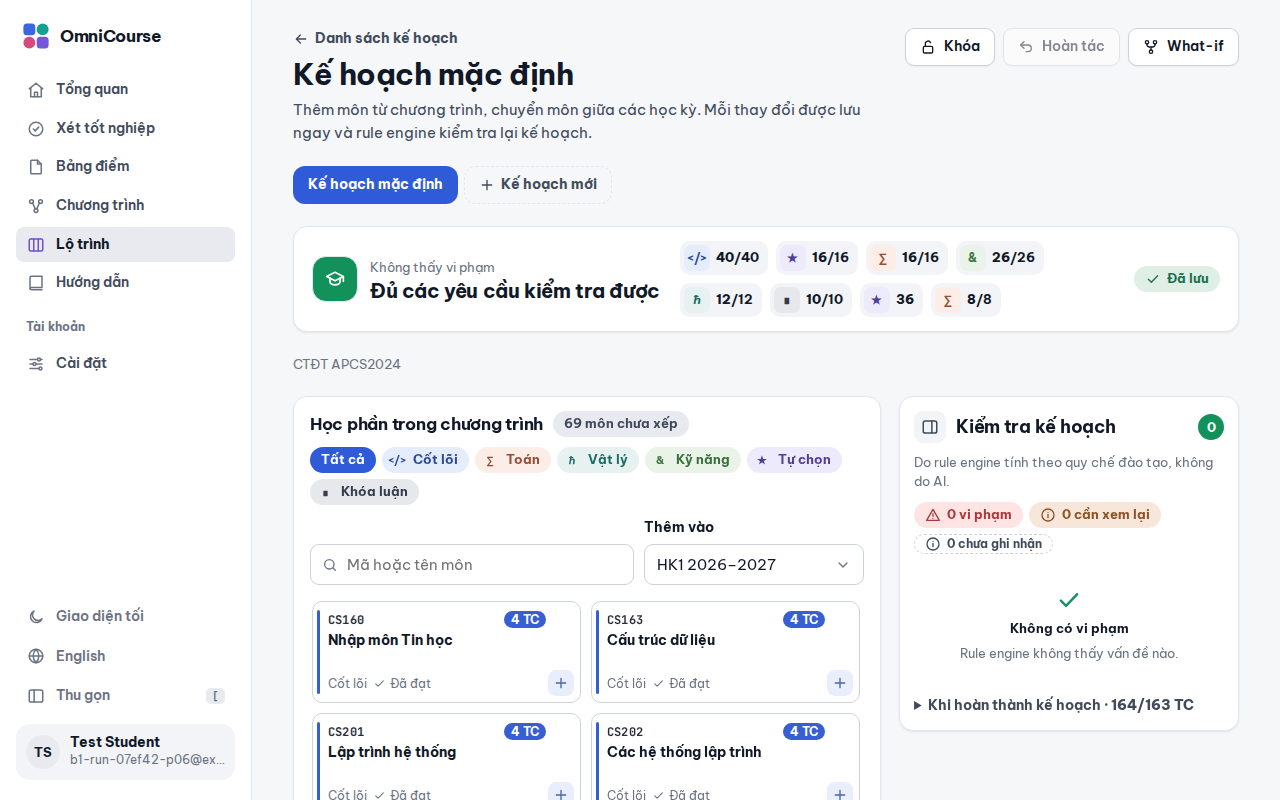 OmniCourse
Tổng quan
Xét tốt nghiệp
Bảng điểm
Chương trình
Lộ trình
Hướng dẫn
Tài khoản
Cài đặt
Giao diện tối
English
Thu gọn [
TS
Test Student
b1-run-07ef42-p06@ex...
Danh sách kế hoạch
Kế hoạch mặc định
Thêm môn từ chương trình, chuyển môn giữa các học kỳ. Mỗi thay đổi được lưu
ngay và rule engine kiểm tra lại kế hoạch.
Khóa
Hoàn tác
What-if
Kế hoạch mặc định
Kế hoạch mới
Không thấy vi phạm
Đủ các yêu cầu kiểm tra được
</> 40/40
★ 16/16
∑ 16/16
& 26/26
ℏ 12/12
∎ 10/10
★ 36
∑ 8/8
Đã lưu
CTĐT APCS2024
Học phần trong chương trình
69 môn chưa xếp
Tất cả
</> Cốt lõi
∑ Toán
ℏ Vật lý
& Kỹ năng
★ Tự chọn
∎ Khóa luận
Thêm vào
Mã hoặc tên môn
HK1 2026–2027
CS160 4 TC
Nhập môn Tin học
Cốt lõi ✓ Đã đạt
CS163 4 TC
Cấu trúc dữ liệu
Cốt lõi ✓ Đã đạt
CS201 4 TC
Lập trình hệ thống
Cốt lõi ✓ Đã đạt
CS202 4 TC
Các hệ thống lập trình
Cốt lõi ✓ Đã đạt
Kiểm tra kế hoạch
0
Do rule engine tính theo quy chế đào tạo, không
do AI.
0 vi phạm
0 cần xem lại
0 chưa ghi nhận
Không có vi phạm
Rule engine không thấy vấn đề nào.
Khi hoàn thành kế hoạch · 164/163 TC